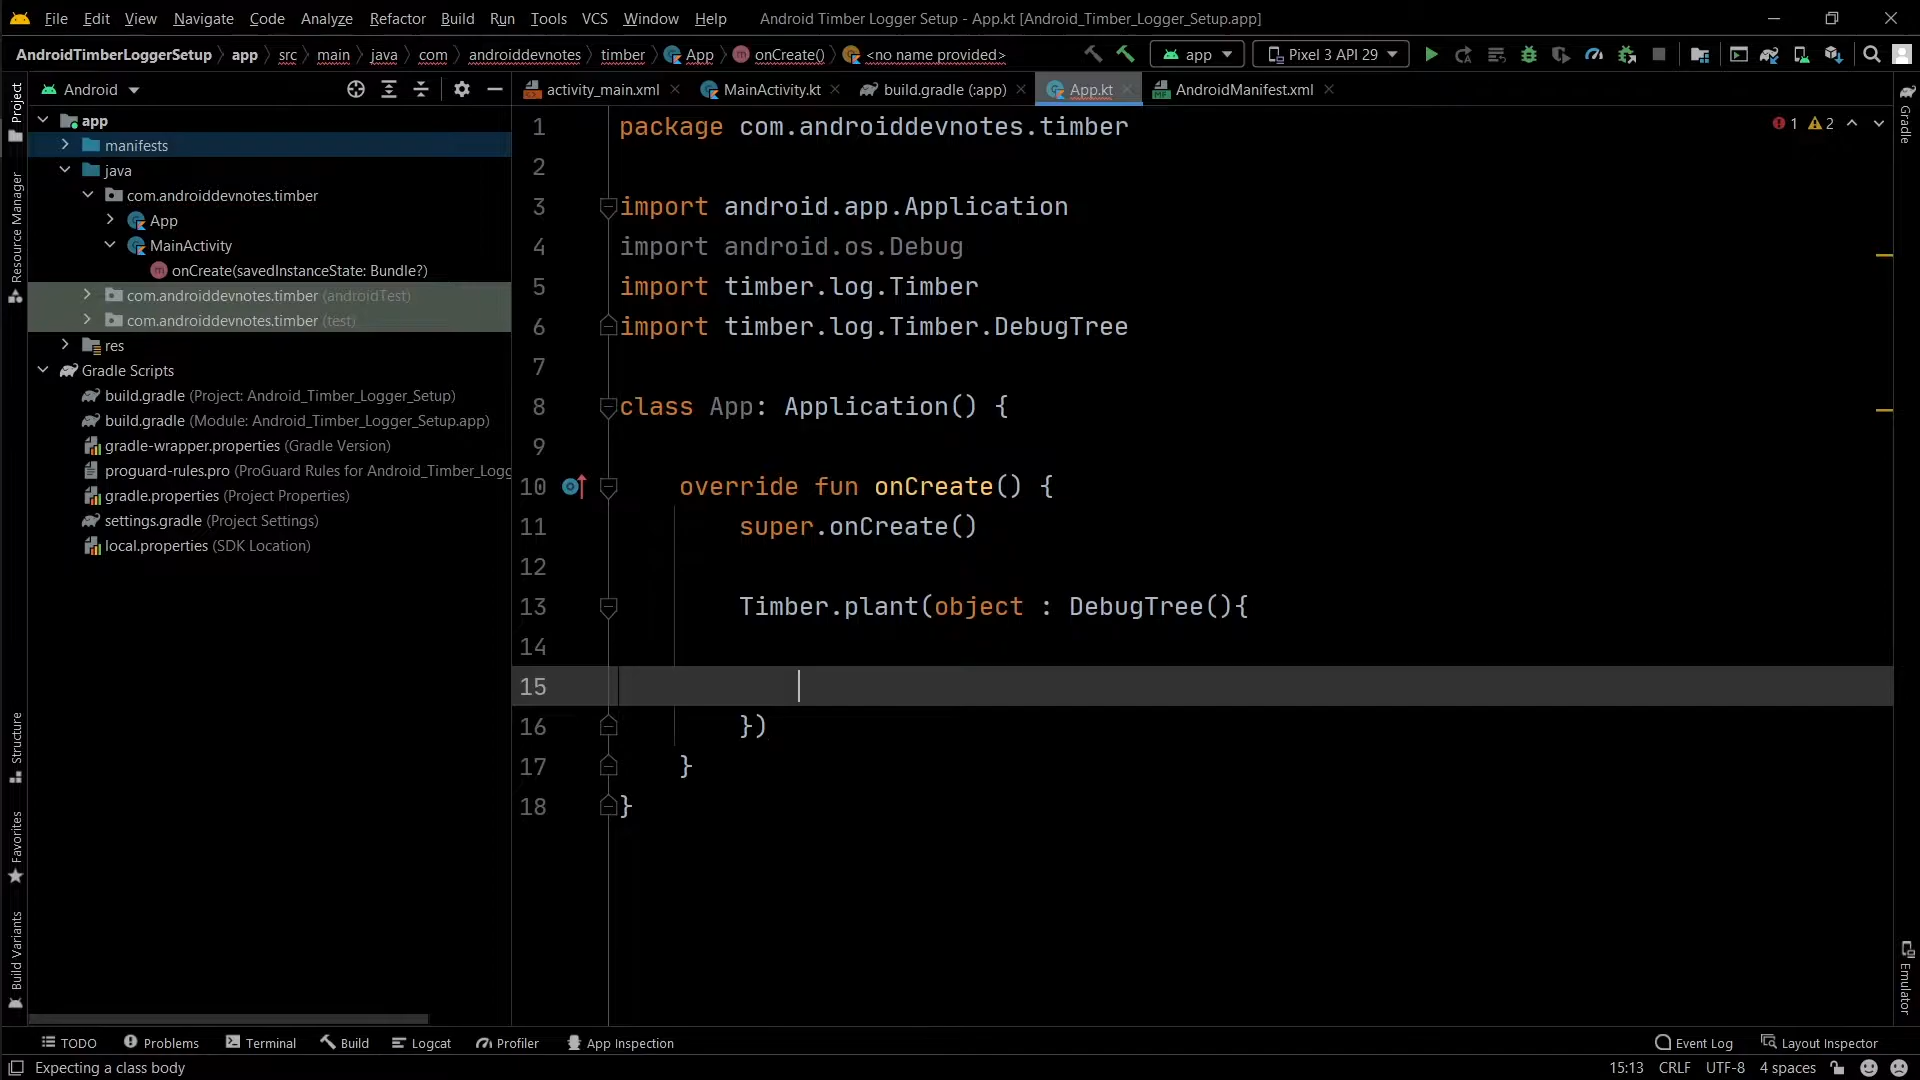 File Edit View Navigate Code Analyze Refactor Build Run Tools VCS Window Help Android Timber Logger Setup - App.kt [Android_Timber_Logger_Setup.app]
AndroidTimberLoggerSetup app src main java com androiddevnotes timber App onCreate() <no name provided> app Pixel 3 API 29
Project
Android
activity_main.xml MainActivity.kt build.gradle (:app) App.kt AndroidManifest.xml
Gradle
app
manifests
java
com.androiddevnotes.timber
App
MainActivity
onCreate(savedInstanceState: Bundle?)
com.androiddevnotes.timber (androidTest)
com.androiddevnotes.timber (test)
res
Gradle Scripts
build.gradle (Project: Android_Timber_Logger_Setup)
build.gradle (Module: Android_Timber_Logger_Setup.app)
gradle-wrapper.properties (Gradle Version)
proguard-rules.pro (ProGuard Rules for Android_Timber_Logg
gradle.properties (Project Properties)
settings.gradle (Project Settings)
local.properties (SDK Location)
Resource Manager
Structure
Favorites
Build Variants
1 package com.androiddevnotes.timber
1 2
2
3 import android.app.Application
4 import android.os.Debug
5 import timber.log.Timber
6 import timber.log.Timber.DebugTree
7
8 class App: Application() {
9
10 override fun onCreate() {
11 super.onCreate()
12
13 Timber.plant(object : DebugTree(){
14
15
16 })
17 }
18 }
Emulator
TODO Problems Terminal Build Logcat Profiler App Inspection Event Log Layout Inspector
Expecting a class body 15:13 CRLF UTF-8 4 spaces